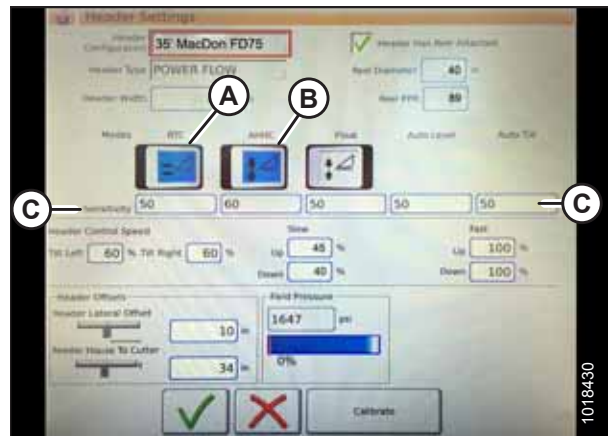 Header Settings
Header Configuration 35' MacDon FD75 Header Has Reel Attached
Header Type POWER FLOW Reel Diameter 40 in
Header Width Reel PPR 89
A B
Modes RTC AHHC Float Auto Level Auto Tilt
C Sensitivity 50 60 50 50 50 C
Header Control Speed Slow Fast
Tilt Left 60 % Tilt Right 60 % Up 45 % Up 100 %
Down 40 % Down 100 %
Header Offsets Field Pressure
Header Lateral Offset 10 in 1647 psi
Feeder House To Cutter 34 in 0%
Calibrate
1018430